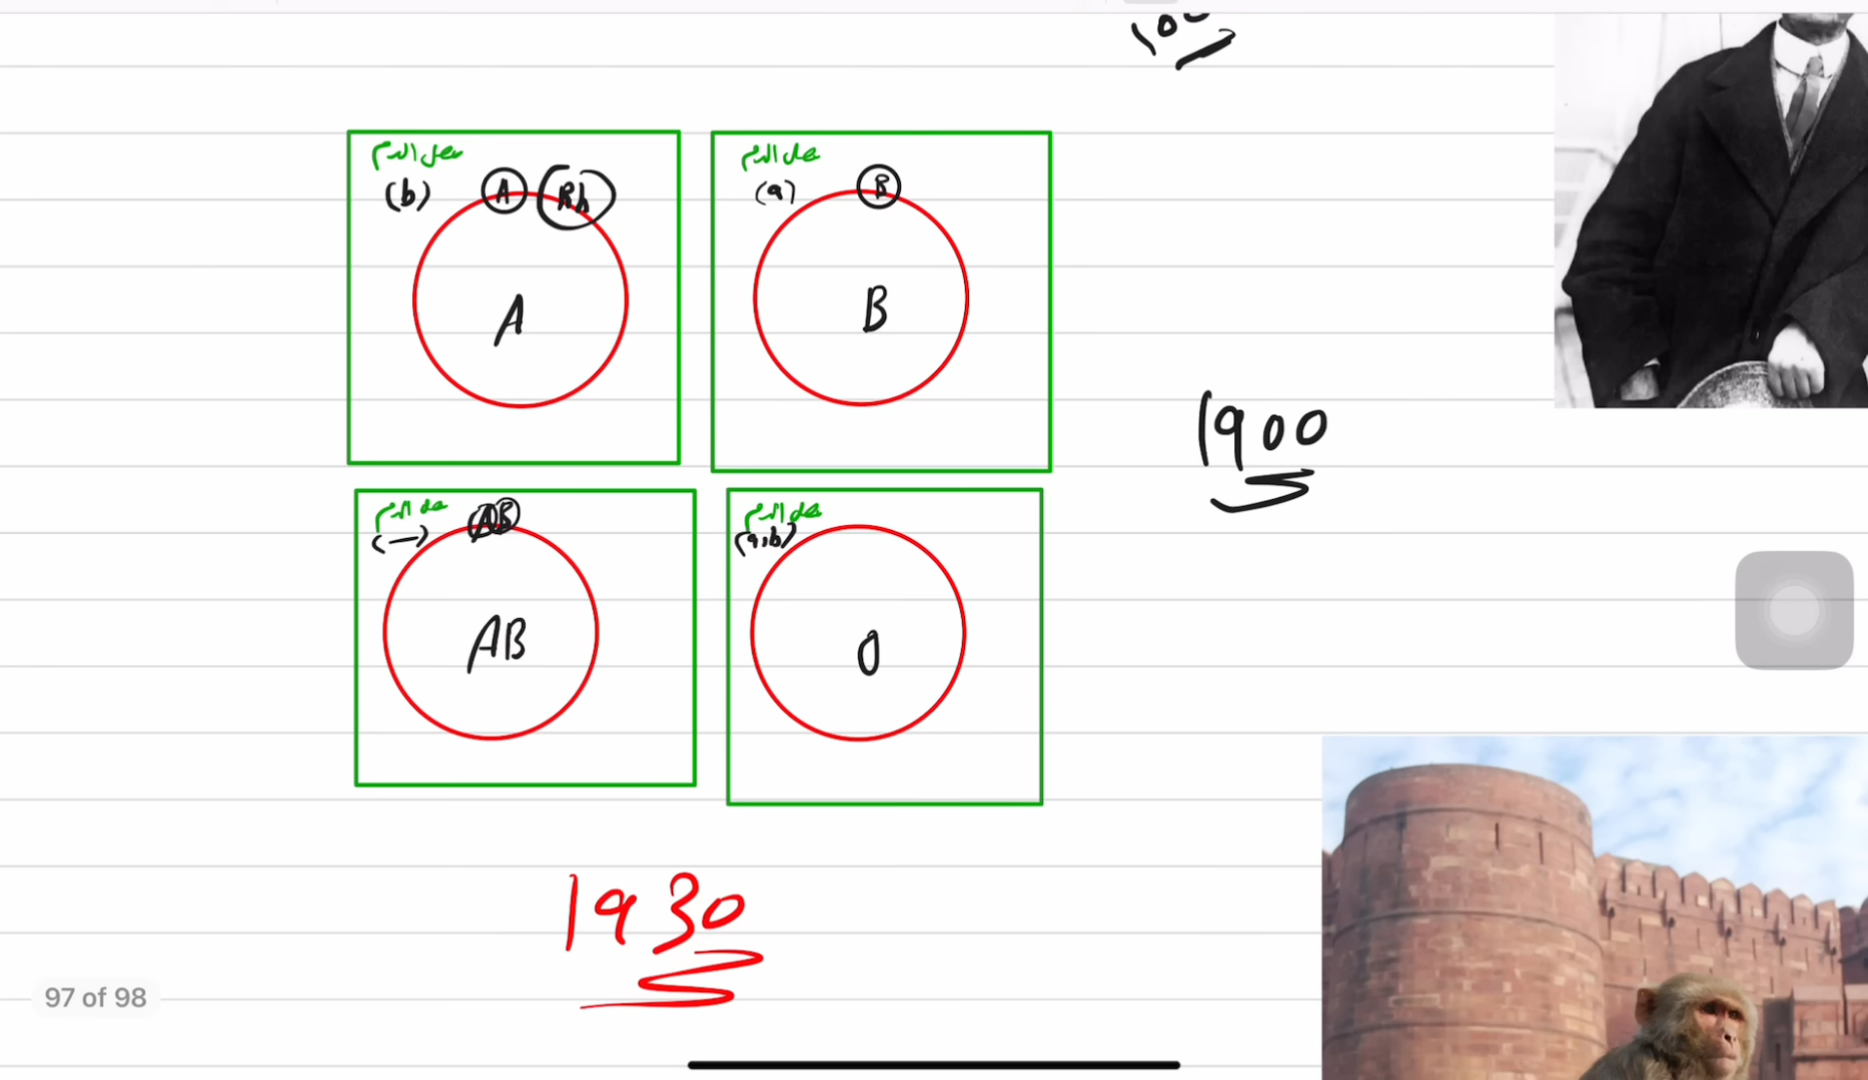 مصل الدم
(b)
A
Rh
A
مصل الدم
(a)
B
B
1900
مصل الدم
(—)
AB
AB
مصل الدم
(a,b)
O
1930
97 of 98